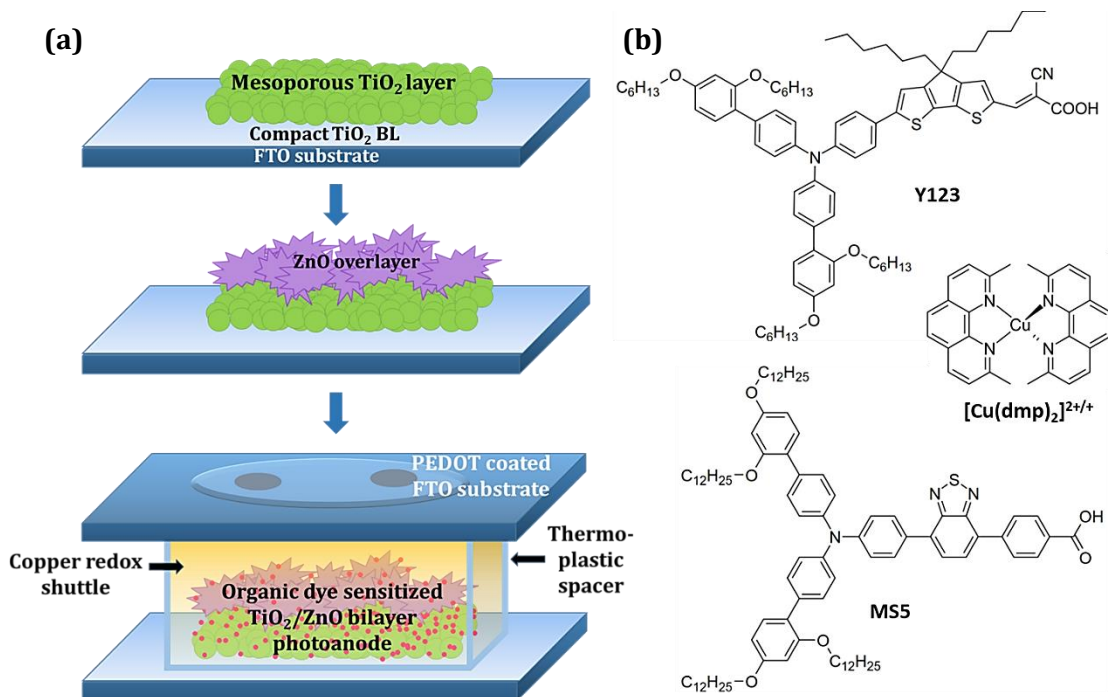 (a)
Mesoporous TiO₂ layer
Compact TiO₂ BL
FTO substrate
ZnO overlayer
PEDOT coated
FTO substrate
Copper redox
shuttle
Thermo-
plastic
spacer
Organic dye sensitized
TiO₂/ZnO bilayer
photoanode
(b)
C₆H₁₃
O
O
C₆H₁₃
CN
COOH
S
S
N
Y123
O
C₆H₁₃
O
C₆H₁₃
N
N
Cu
N
N
[Cu(dmp)₂]²⁺/⁺
C₁₂H₂₅
O
C₁₂H₂₅
O
S
N
N
OH
O
N
MS5
O
C₁₂H₂₅
O
C₁₂H₂₅